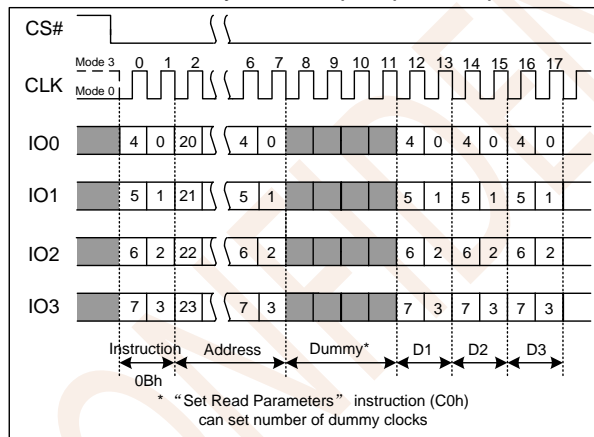 CS#
Mode 3 0 1 2 6 7 8 9 10 11 12 13 14 15 16 17
CLK
Mode 0
IO0 4 0 20 4 0 4 0 4 0 4 0
IO1 5 1 21 5 1 5 1 5 1 5 1
IO2 6 2 22 6 2 6 2 6 2 6 2
IO3 7 3 23 7 3 7 3 7 3 7 3
Instruction Address Dummy* D1 D2 D3
0Bh
* “Set Read Parameters” instruction (C0h)
can set number of dummy clocks